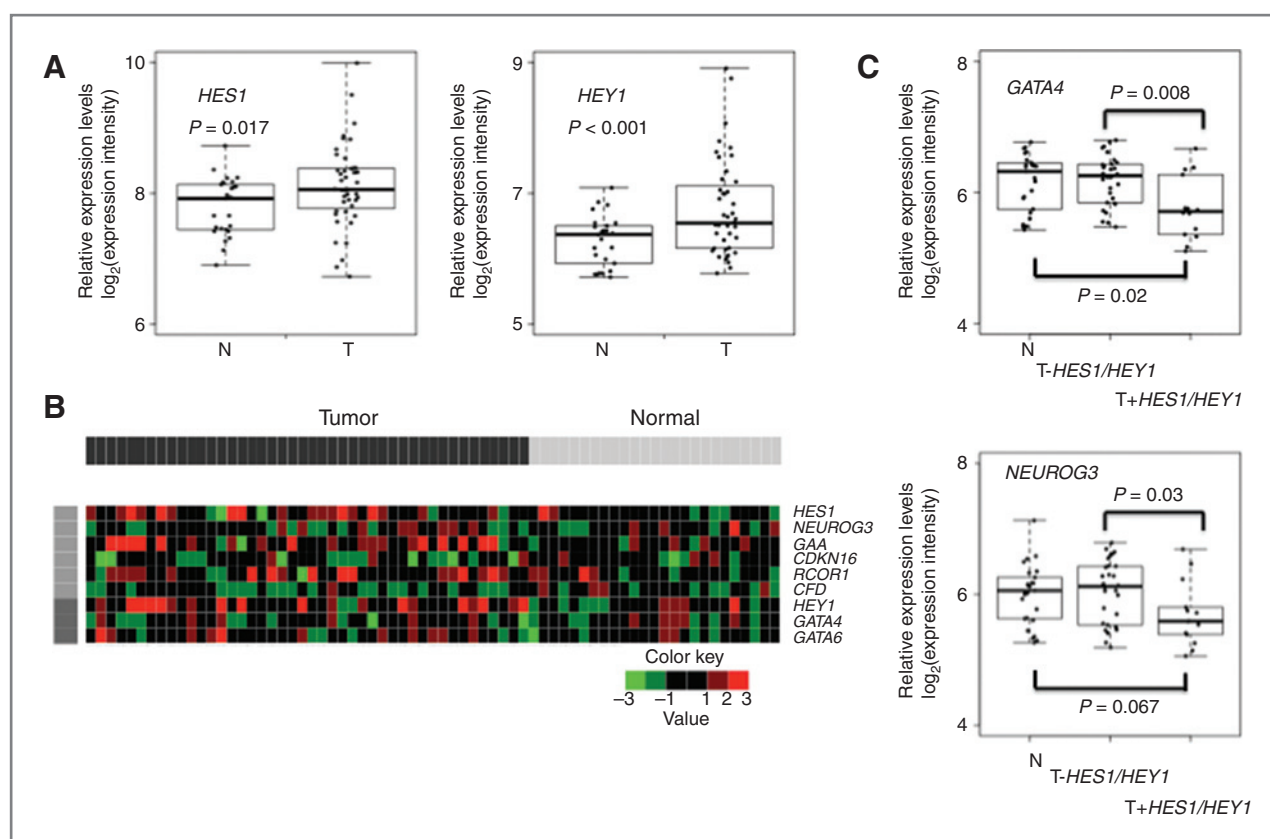 A
Relative expression levels
log₂(expression intensity)
10
8
6
HES1
P = 0.017
N
T
Relative expression levels
log₂(expression intensity)
9
7
5
HEY1
P < 0.001
N
T
B
Tumor
Normal
HES1
NEUROG3
GAA
CDKN16
RCOR1
CFD
HEY1
GATA4
GATA6
Color key
–3 –1 1 2 3
Value
C
Relative expression levels
log₂(expression intensity)
8
6
4
GATA4
P = 0.008
P = 0.02
N
T-HES1/HEY1
T+HES1/HEY1
Relative expression levels
log₂(expression intensity)
8
6
4
NEUROG3
P = 0.03
P = 0.067
N
T-HES1/HEY1
T+HES1/HEY1